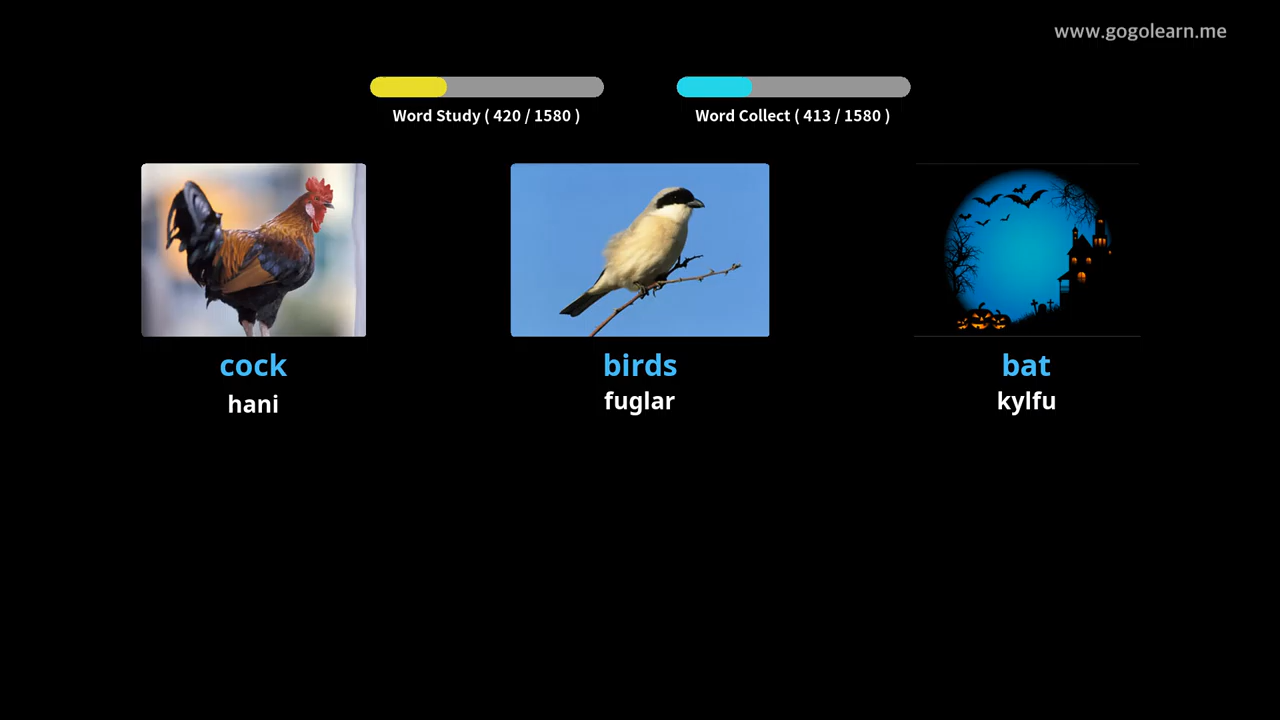 www.gogolearn.me
Word Study ( 420 / 1580 )
Word Collect ( 413 / 1580 )
cock
hani
birds
fuglar
bat
kylfu